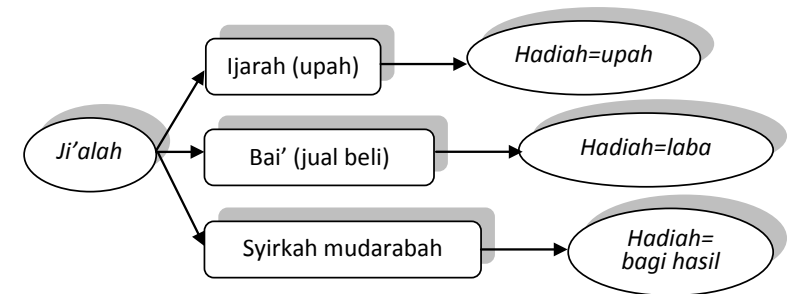 Ji’alah
Ijarah (upah)
Hadiah=upah
Bai’ (jual beli)
Hadiah=laba
Syirkah mudarabah
Hadiah=
bagi hasil